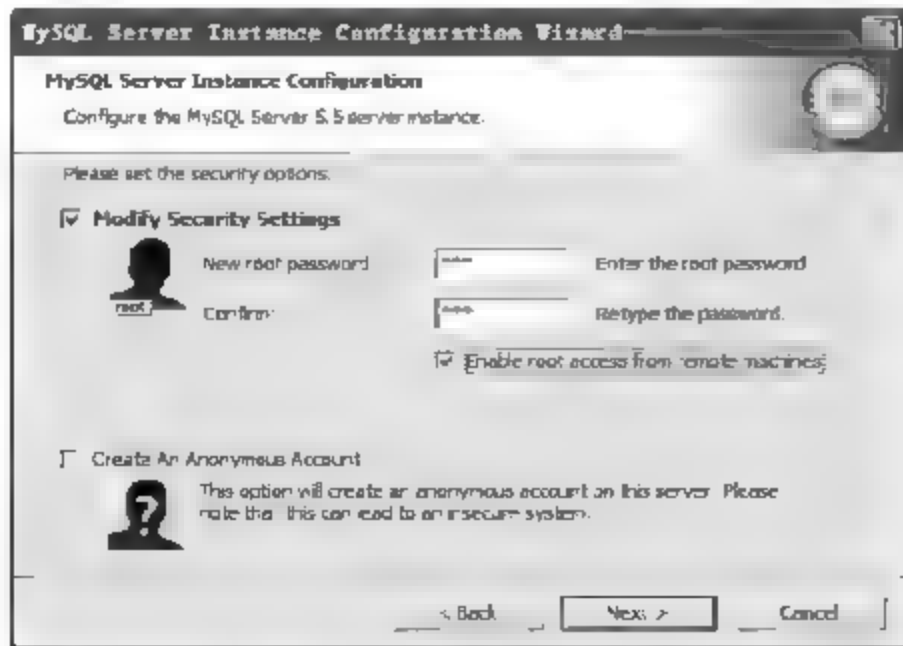 MySQL Server Instance Configuration Wizard
MySQL Server Instance Configuration
Configure the MySQL Server 5.5 server instance.
Please set the security options.
Modify Security Settings
New root password Enter the root password
root
Confirm: Retype the password.
Enable root access from remote machines
Create An Anonymous Account
This option will create an anonymous account on this server. Please
note that this can lead to an insecure system.
< Back Next > Cancel